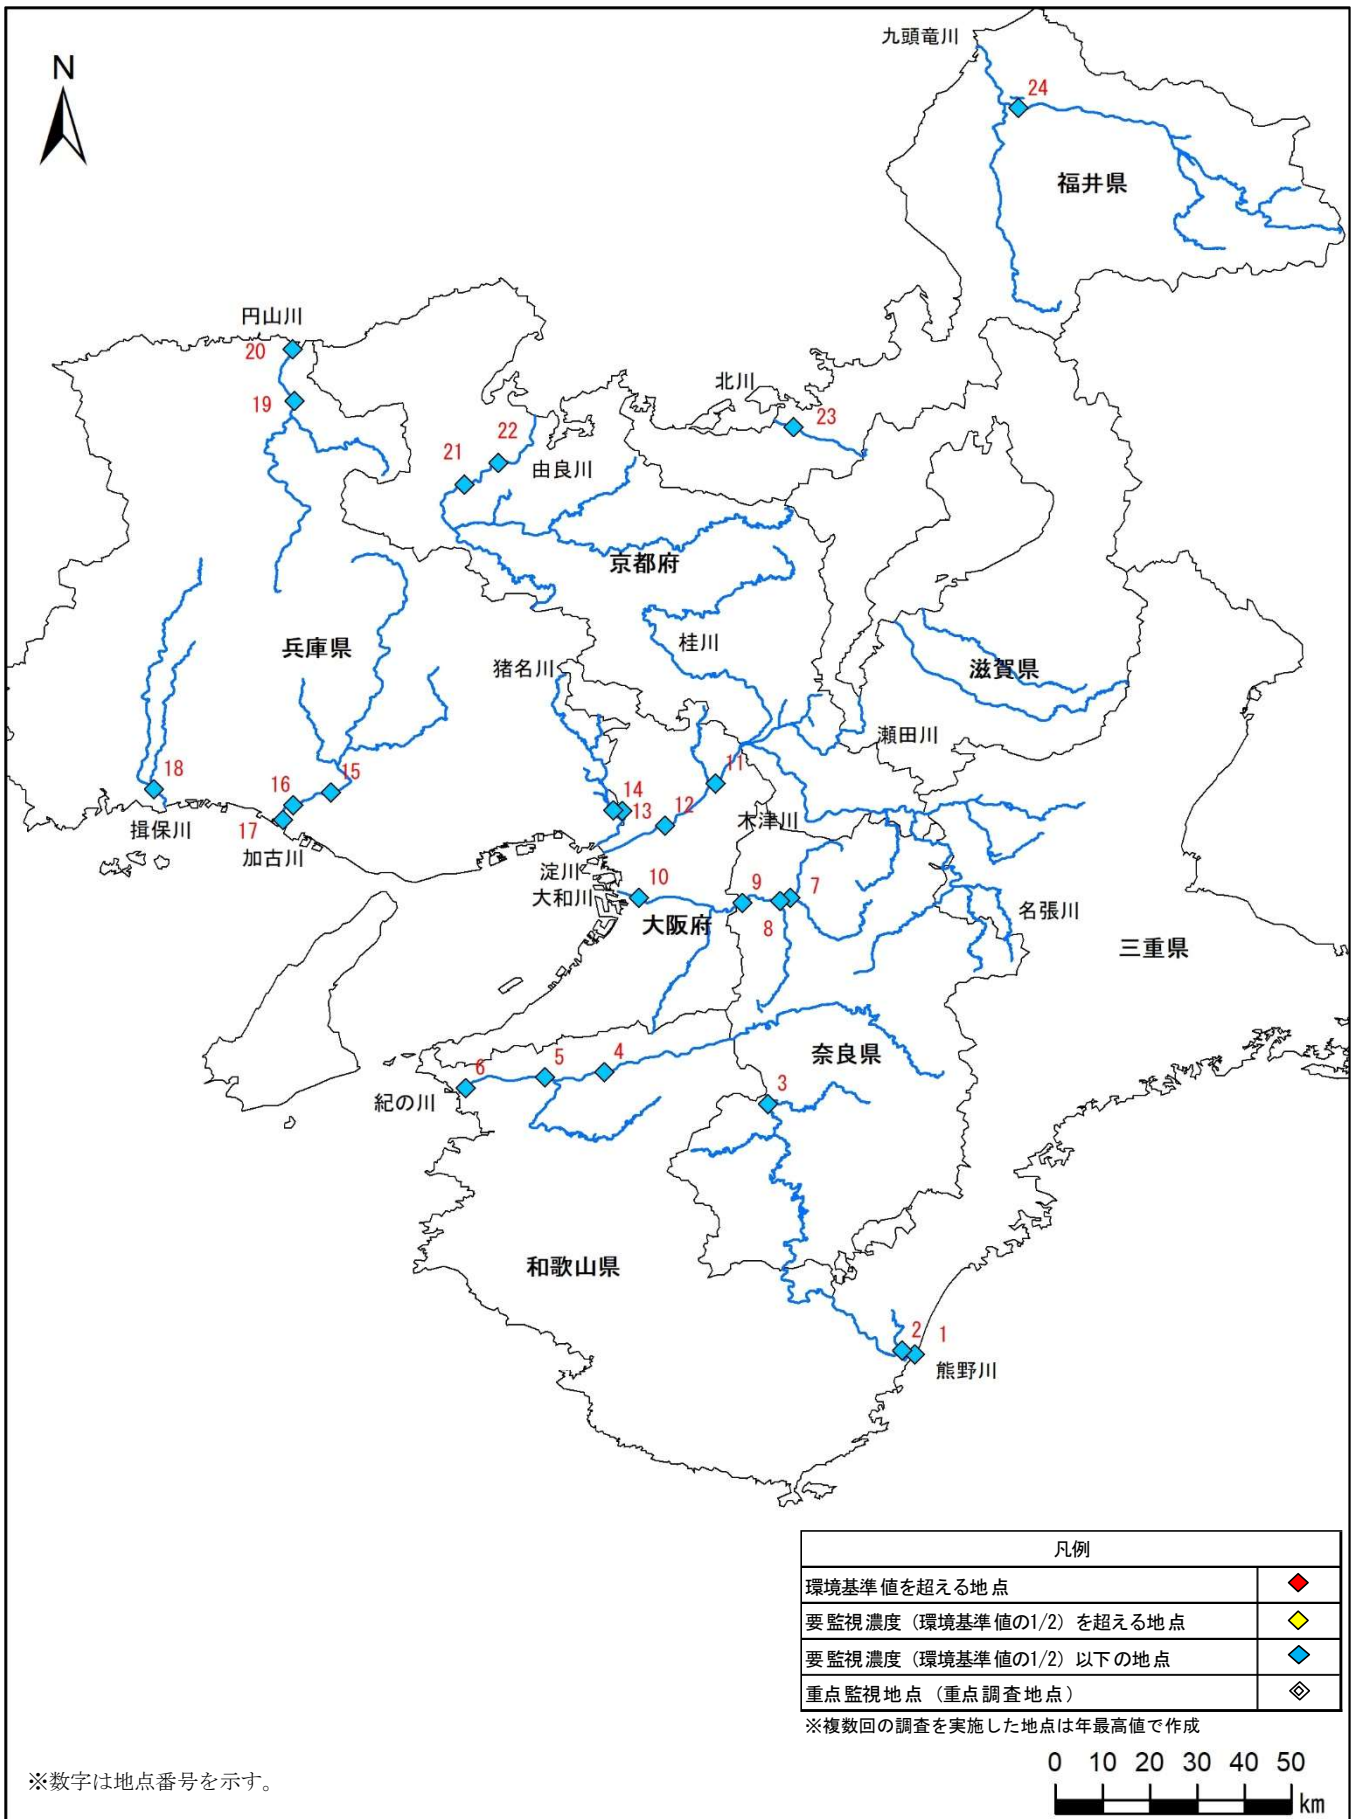 九頭竜川
N
24
福井県
円山川
20
北川
19
23
22
21
由良川
京都府
桂川
兵庫県
猪名川
滋賀県
瀬田川
11
18
15
16
14
13
12
木津川
17
揖保川
加古川
淀川
大和川
10
9
7
大阪府
8
名張川
三重県
奈良県
6
5
4
3
紀の川
和歌山県
2
1
熊野川
凡例
環境基準値を超える地点
要監視濃度（環境基準値の1/2）を超える地点
要監視濃度（環境基準値の1/2）以下の地点
重点監視地点（重点調査地点）
※複数回の調査を実施した地点は年最高値で作成
0 10 20 30 40 50
km
※数字は地点番号を示す。